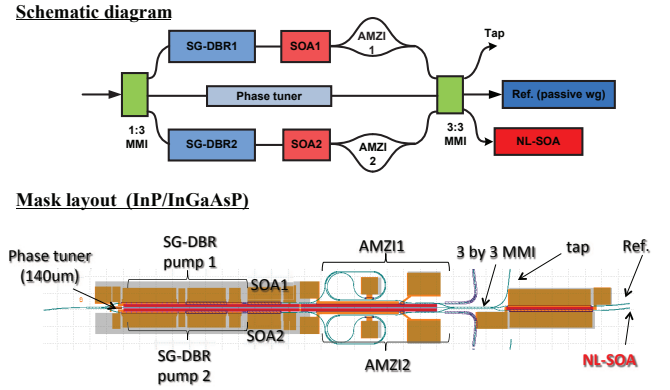 Schematic diagram
SG-DBR1
SOA1
AMZI
1
Tap
Phase tuner
Ref. (passive wg)
1:3
MMI
SG-DBR2
SOA2
AMZI
2
3:3
MMI
NL-SOA
Mask layout (InP/InGaAsP)
Phase tuner
(140um)
SG-DBR
pump 1
SOA1
AMZI1
3 by 3 MMI
tap
Ref.
SG-DBR
pump 2
SOA2
AMZI2
NL-SOA